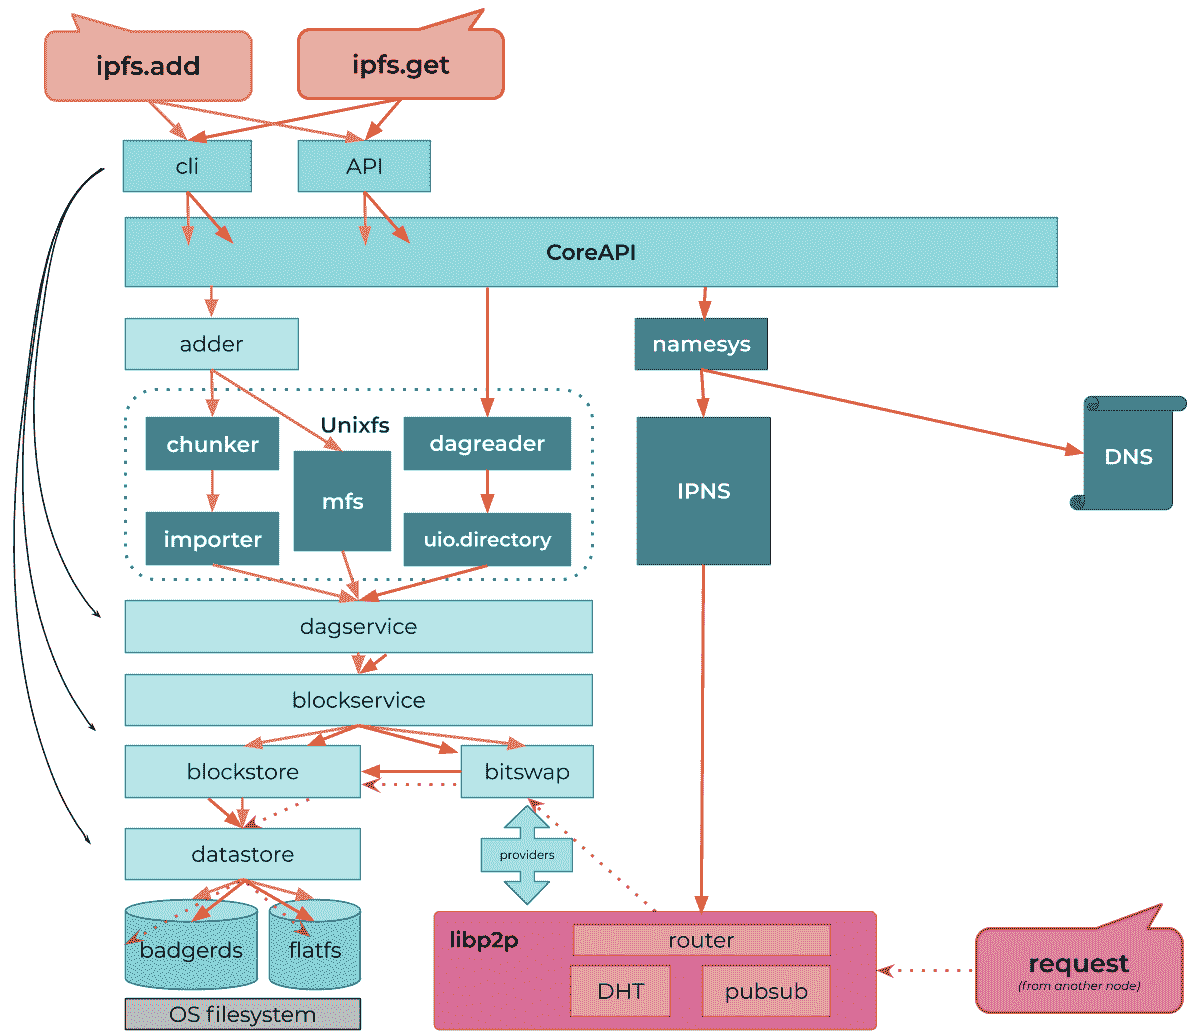 ipfs.add
ipfs.get
cli
API
CoreAPI
adder
namesys
Unixfs
chunker
dagreader
mfs
IPNS
DNS
importer
uio.directory
dagservice
blockservice
blockstore
bitswap
datastore
providers
badgerds
flatfs
libp2p
router
DHT
pubsub
request
(from another node)
OS filesystem